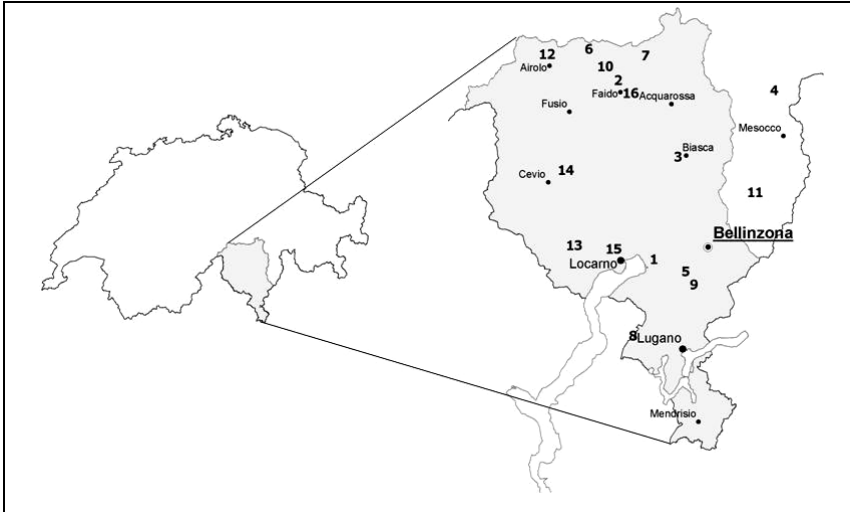 12
6
7
Airolo
10
4
2
Faido
16
Acquarossa
Fusio
Mesocco
Biasca
3
Cevio
14
11
Bellinzona
13
15
Locarno
1
5
9
8
Lugano
Mendrisio